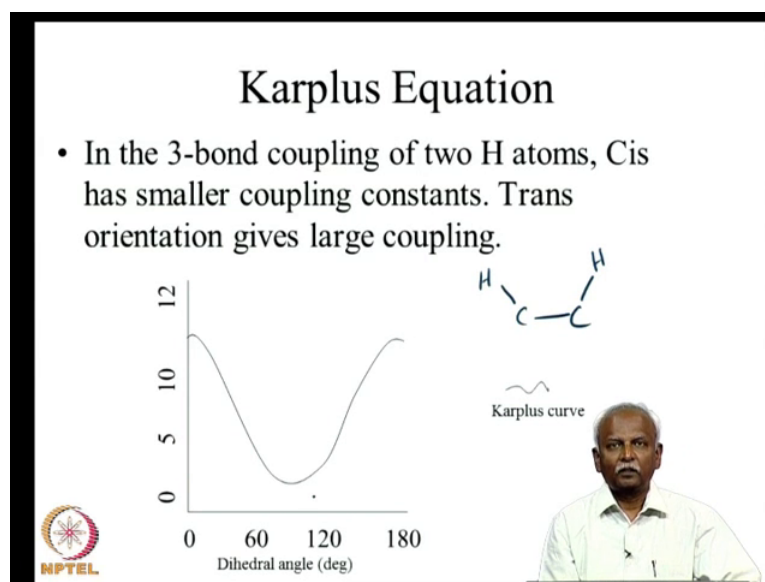 Karplus Equation
• In the 3-bond coupling of two H atoms, Cis
has smaller coupling constants. Trans
orientation gives large coupling.
H
H
C—C
12
10
5
0
0 60 120 180
Dihedral angle (deg)
Karplus curve
NPTEL